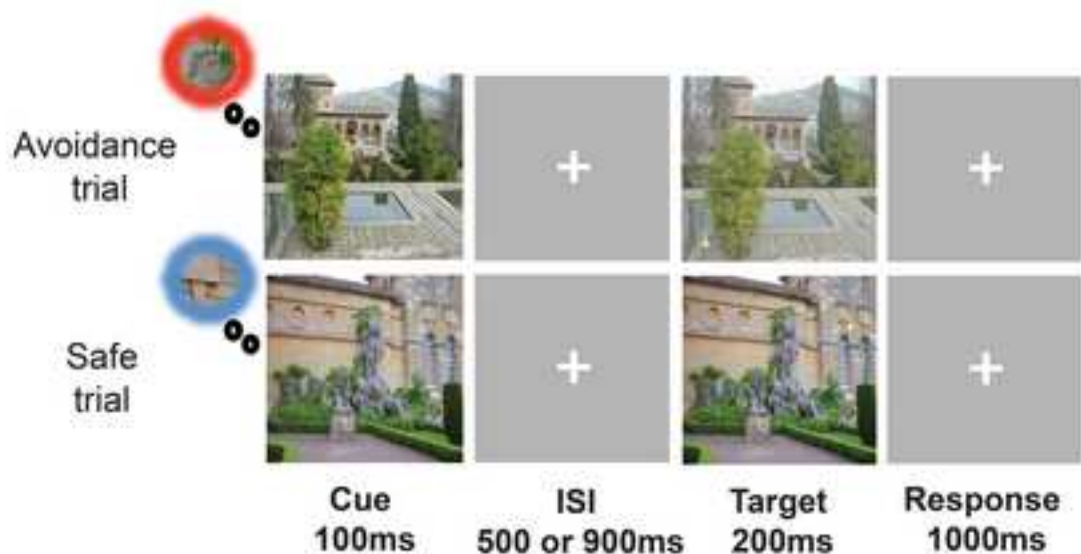 Avoidance
trial
Safe
trial
Cue
100ms
ISI
500 or 900ms
Target
200ms
Response
1000ms